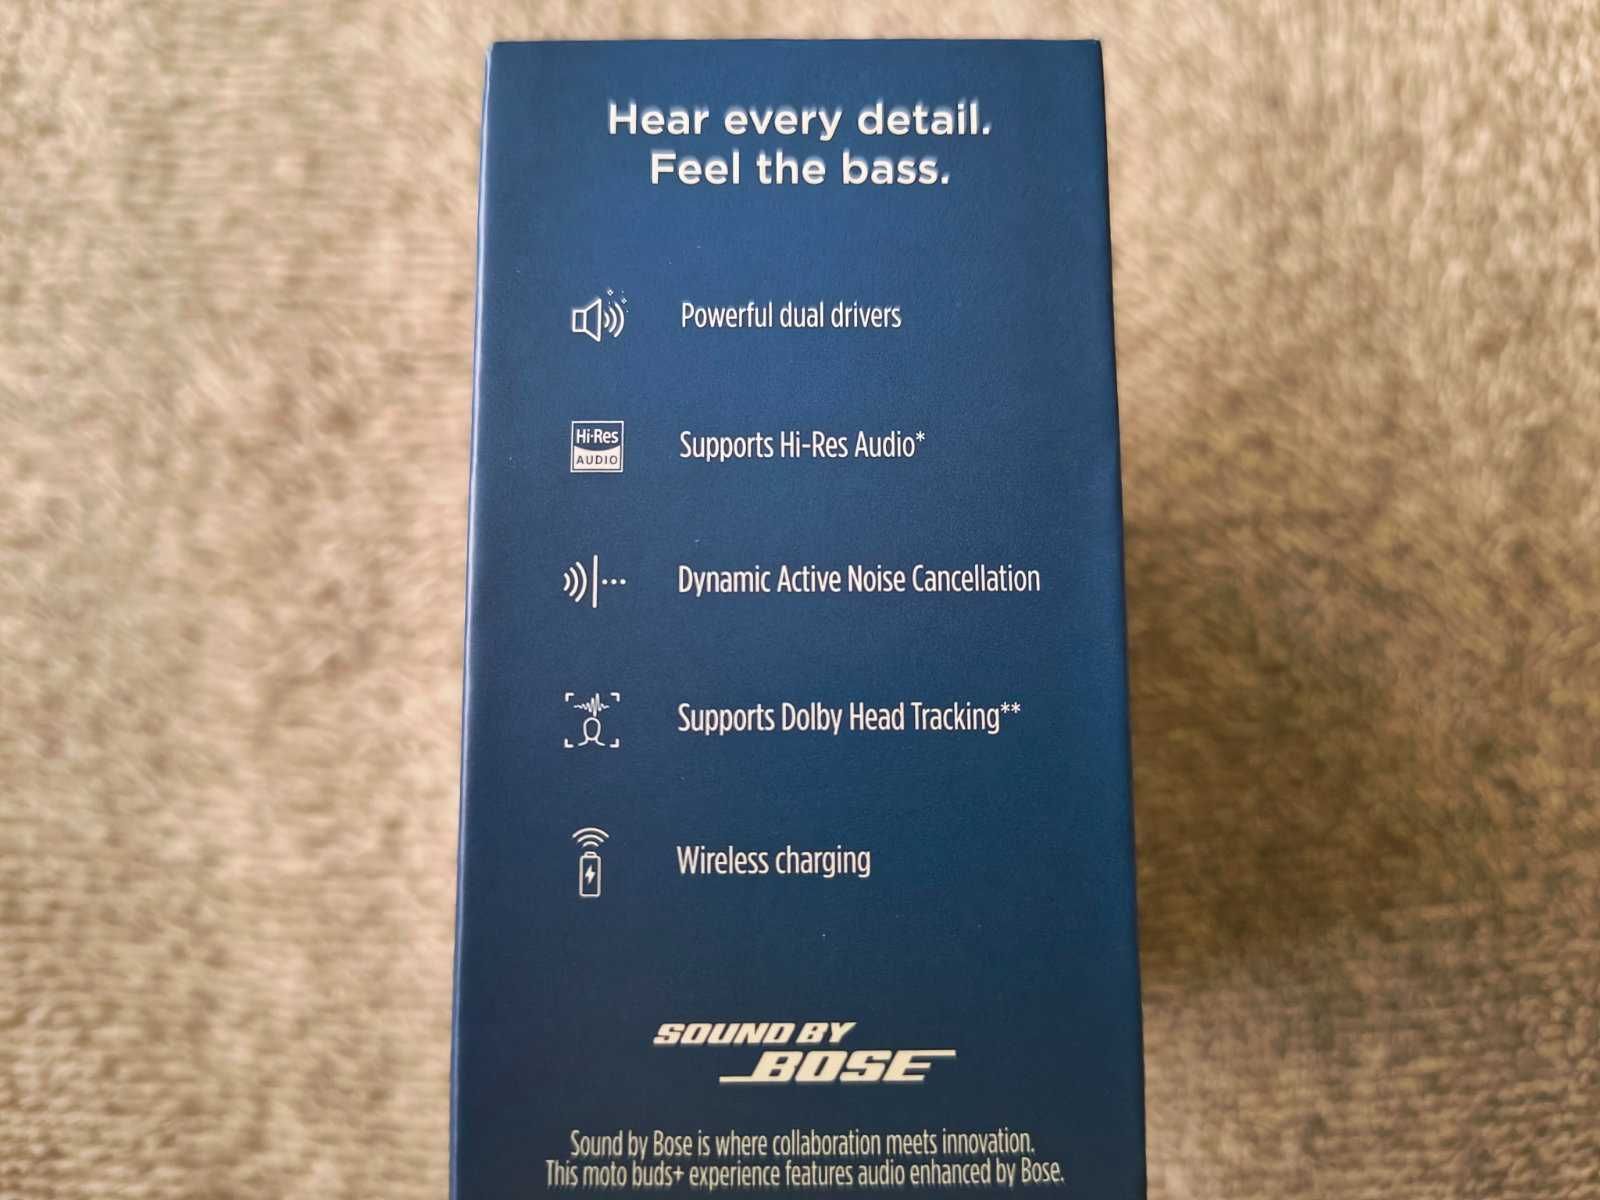 Hear every detail.
Feel the bass.
Powerful dual drivers
Hi-Res
AUDIO
Supports Hi-Res Audio*
Dynamic Active Noise Cancellation
Supports Dolby Head Tracking**
Wireless charging
SOUND BY
BOSE
Sound by Bose is where collaboration meets innovation.
This moto buds+ experience features audio enhanced by Bose.